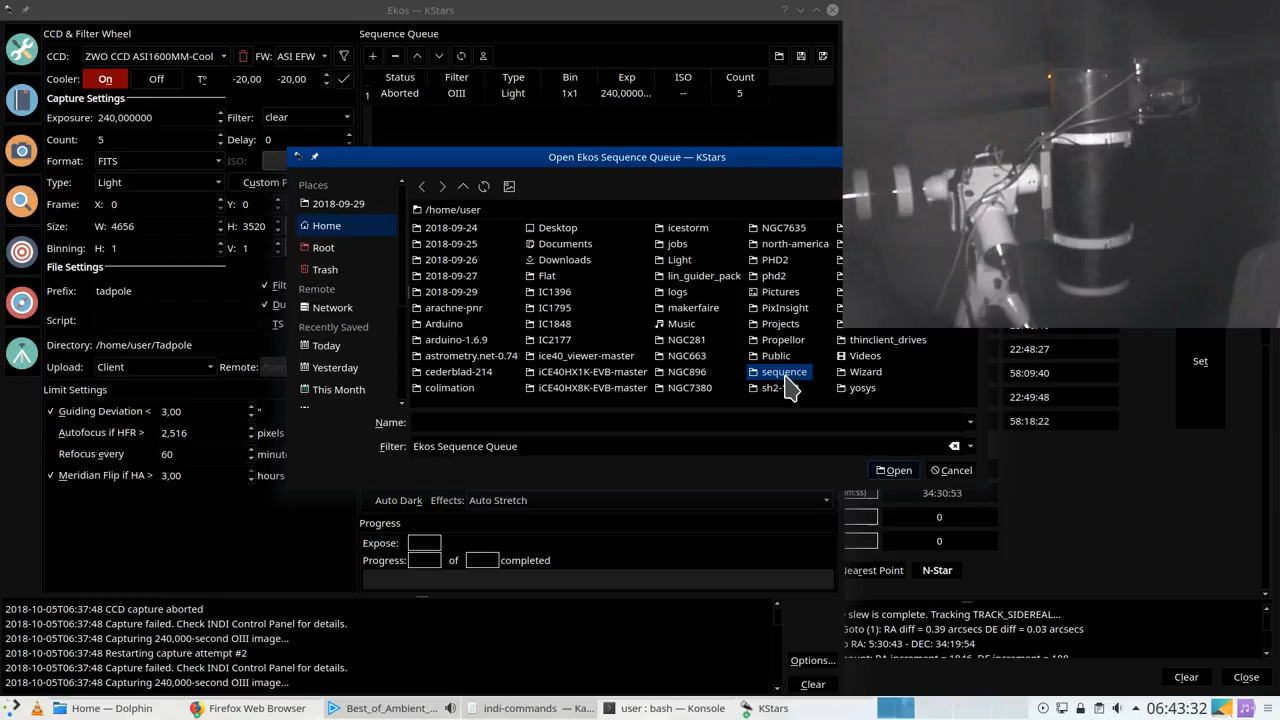 Ekos — KStars
CCD & Filter Wheel
CCD: ZWO CCD ASI1600MM-Cool FW: ASI EFW
Cooler: On Off T° -20,00 -20,00
Capture Settings
Exposure: 240,000000 Filter: clear
Count: 5 Delay: 0
Format: FITS ISO:
Type: Light Custom P
Frame: X: 0 Y: 0
Size: W: 4656 H: 3520
Binning: H: 1 V: 1
File Settings
Prefix: tadpole Filt
Du
Script: TS
Directory: /home/user/Tadpole
Upload: Client Remote: /ho
Limit Settings
Guiding Deviation < 3,00 "
Autofocus if HFR > 2,516 pixels
Refocus every 60 minute
Meridian Flip if HA > 3,00 hours
Sequence Queue
Status Filter Type Bin Exp ISO Count
1 Aborted OIII Light 1x1 240,0000... -- 5
Open Ekos Sequence Queue — KStars
Places
2018-09-29
Home
Root
Trash
Remote
Network
Recently Saved
Today
Yesterday
This Month
/home/user
2018-09-24 Desktop icestorm NGC7635
2018-09-25 Documents jobs north-america
2018-09-26 Downloads Light PHD2
2018-09-27 Flat lin_guider_pack phd2
2018-09-29 IC1396 logs Pictures
arachne-pnr IC1795 makerfaire PixInsight
Arduino IC1848 Music Projects
arduino-1.6.9 IC2177 NGC281 Propellor thinclient_drives
astrometry.net-0.74 ice40_viewer-master NGC663 Public Videos
cederblad-214 iCE40HX1K-EVB-master NGC896 sequence Wizard
colimation iCE40HX8K-EVB-master NGC7380 sh2- yosys
Name:
Filter: Ekos Sequence Queue
Open Cancel
Auto Dark Effects: Auto Stretch
Progress
Expose:
Progress: of completed
22:48:27
58:09:40
22:49:48
58:18:22
Set
m:ss) 34:30:53
0
0
Nearest Point N-Star
2018-10-05T06:37:48 CCD capture aborted
2018-10-05T06:37:48 Capture failed. Check INDI Control Panel for details.
2018-10-05T06:37:48 Capturing 240,000-second OIII image...
2018-10-05T06:37:48 Restarting capture attempt #2
2018-10-05T06:37:48 Capture failed. Check INDI Control Panel for details.
2018-10-05T06:37:48 Capturing 240,000-second OIII image...
Options...
Clear
e slew is complete. Tracking TRACK_SIDEREAL...
Goto (1): RA diff = 0.39 arcsecs DE diff = 0.03 arcsecs
o RA: 5:30:43 - DEC: 34:19:54
Clear Close
Home — Dolphin Firefox Web Browser Best_of_Ambient_... indi-commands — Ka... user : bash — Konsole KStars 06:43:32